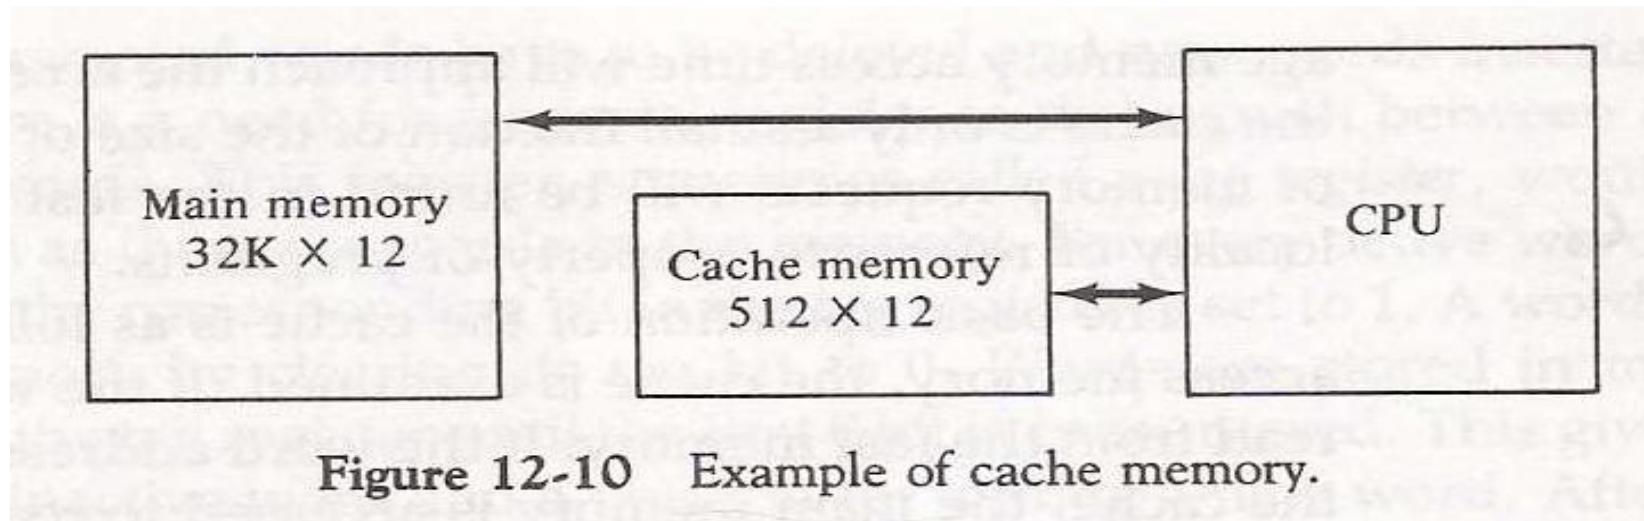 Main memory
32K X 12
Cache memory
512 X 12
CPU
Figure 12-10 Example of cache memory.